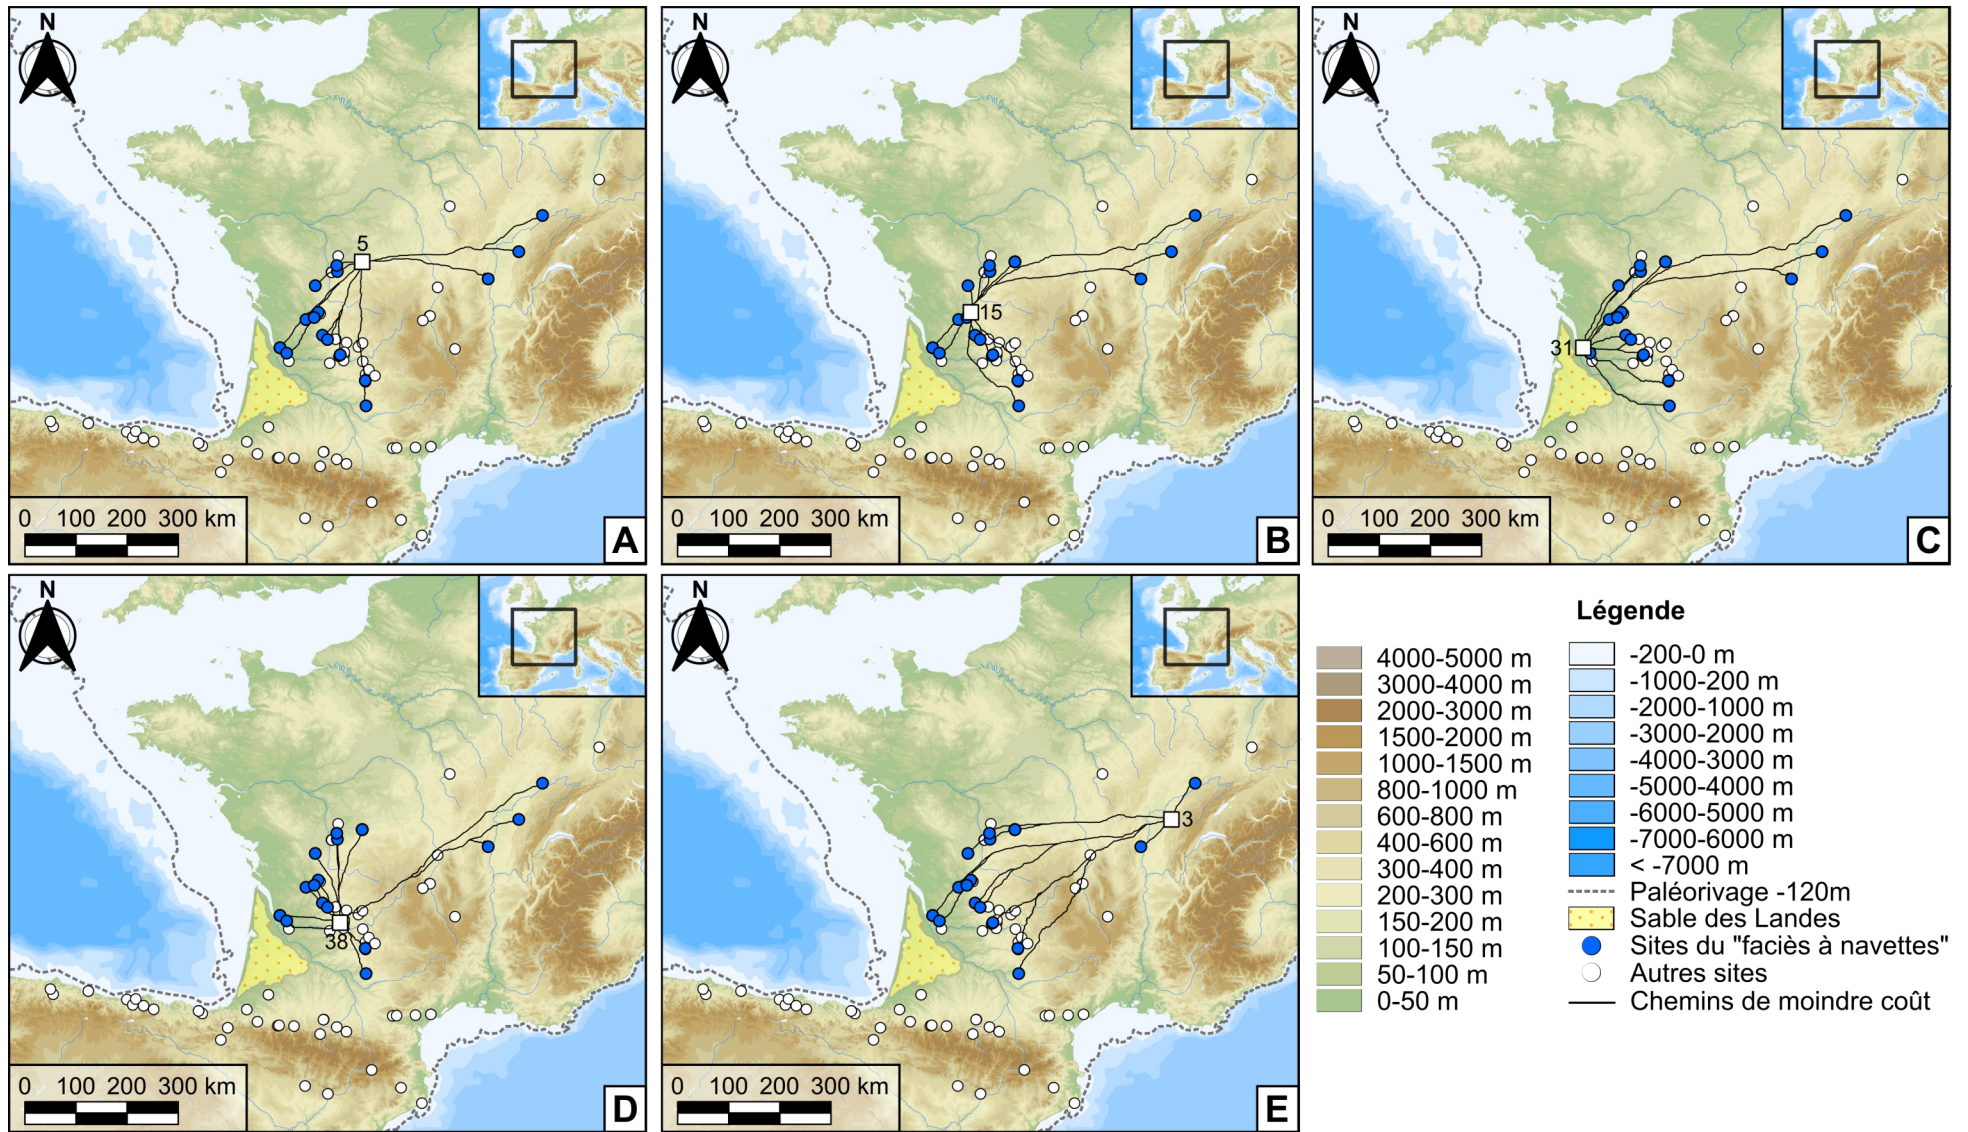 N
5
0 100 200 300 km
A
N
15
0 100 200 300 km
B
N
31
0 100 200 300 km
C
N
38
0 100 200 300 km
D
N
3
0 100 200 300 km
E
Légende
4000-5000 m
3000-4000 m
2000-3000 m
1500-2000 m
1000-1500 m
800-1000 m
600-800 m
400-600 m
300-400 m
200-300 m
150-200 m
100-150 m
50-100 m
0-50 m
-200-0 m
-1000-200 m
-2000-1000 m
-3000-2000 m
-4000-3000 m
-5000-4000 m
-6000-5000 m
-7000-6000 m
< -7000 m
Paléorivage -120m
Sable des Landes
Sites du "faciès à navettes"
Autres sites
Chemins de moindre coût